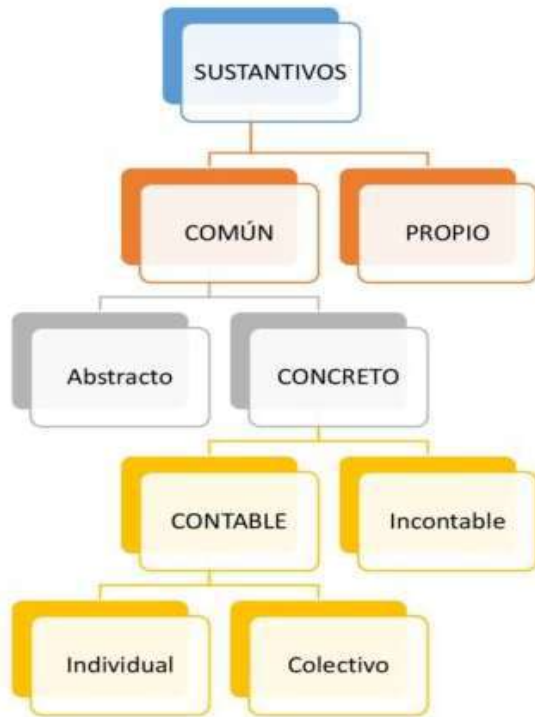 SUSTANTIVOS
COMÚN
PROPIO
Abstracto
CONCRETO
CONTABLE
Incontable
Individual
Colectivo